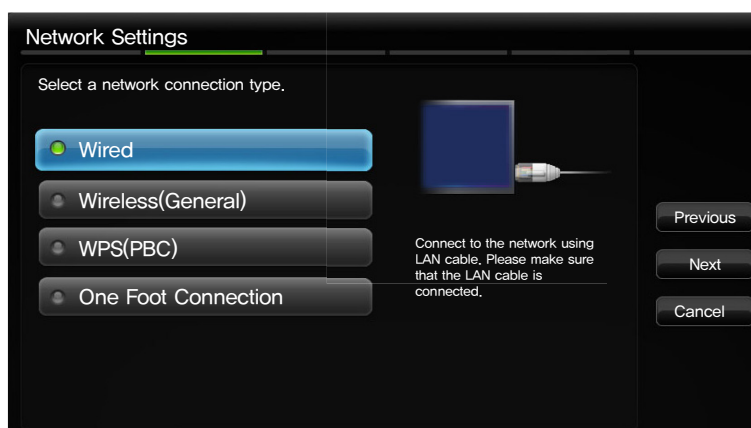 Network Settings
Select a network connection type.
Wired
Wireless(General)
WPS(PBC)
One Foot Connection
Connect to the network using
LAN cable. Please make sure
that the LAN cable is
connected.
Previous
Next
Cancel